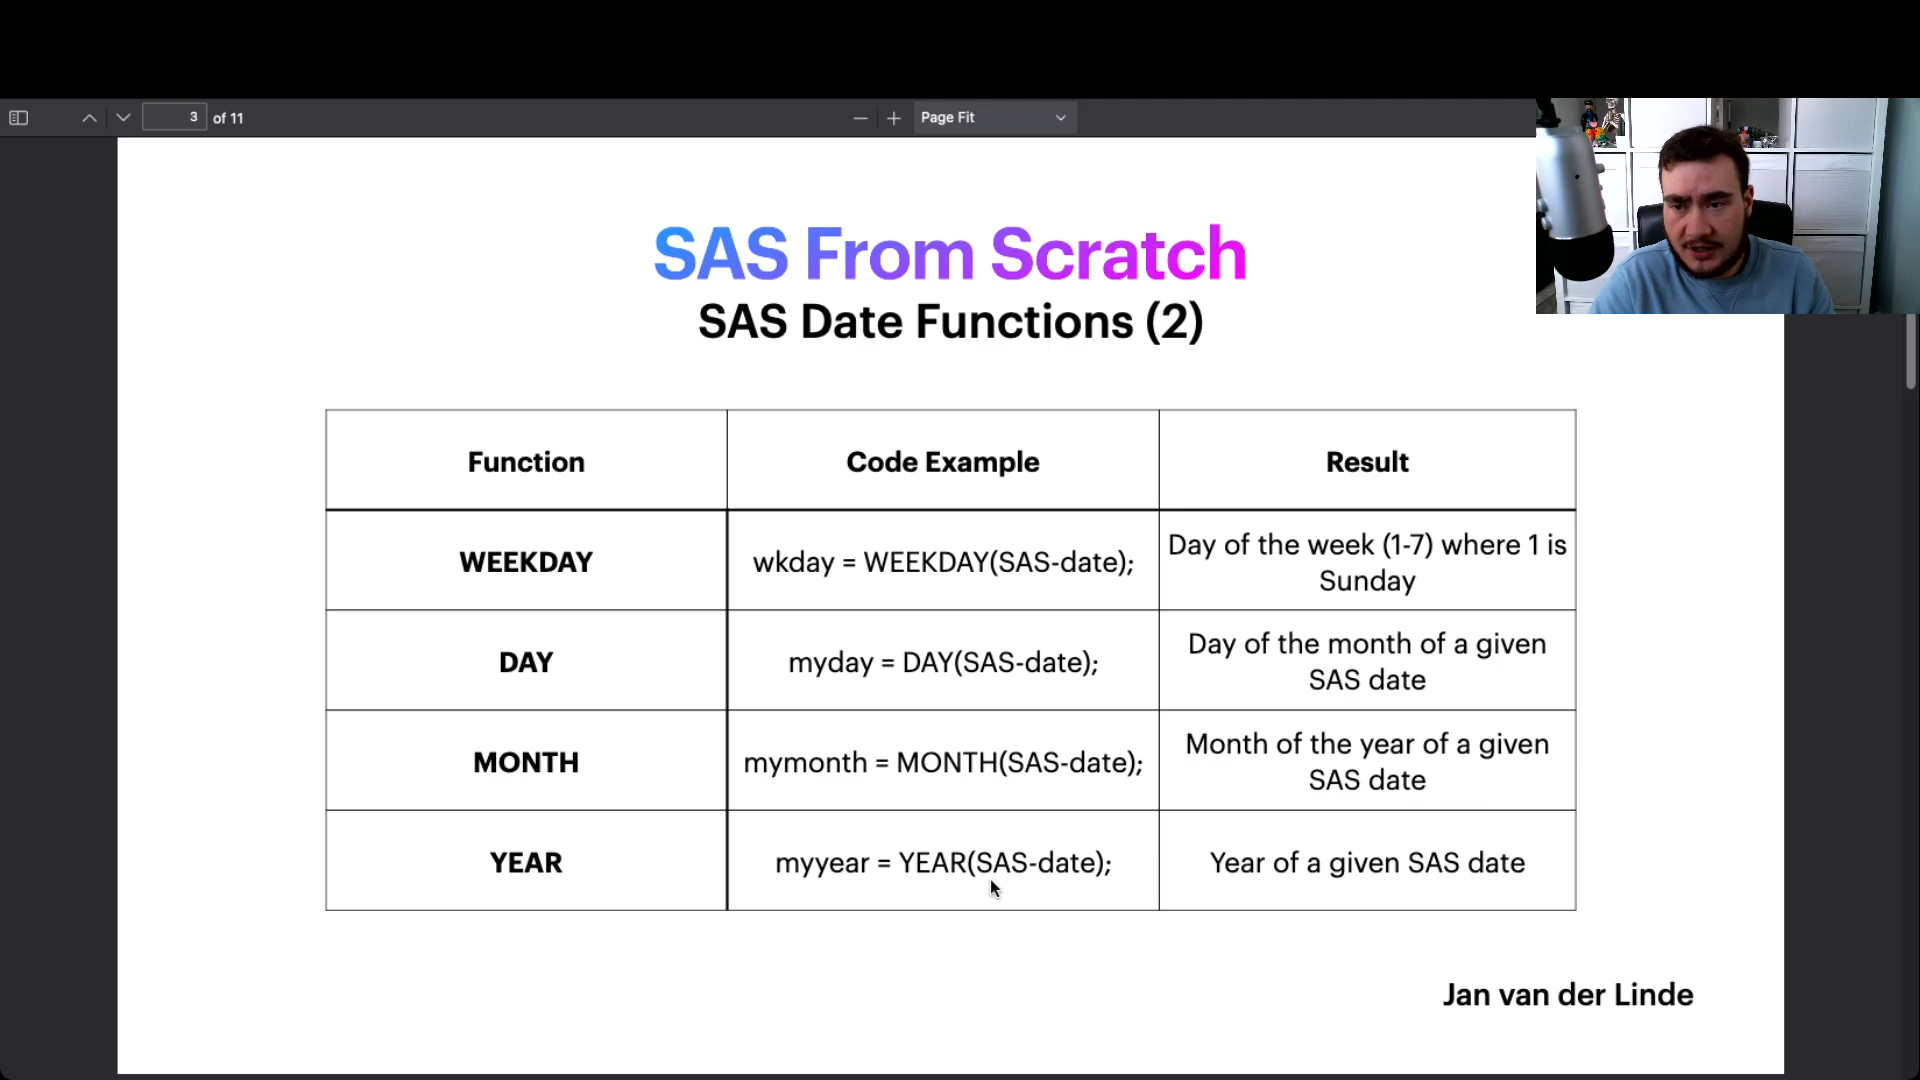 3 of 11
Page Fit
SAS From Scratch
SAS Date Functions (2)
Function
Code Example
Result
WEEKDAY
wkday = WEEKDAY(SAS-date);
Day of the week (1-7) where 1 is
Sunday
DAY
myday = DAY(SAS-date);
Day of the month of a given
SAS date
MONTH
mymonth = MONTH(SAS-date);
Month of the year of a given
SAS date
YEAR
myyear = YEAR(SAS-date);
Year of a given SAS date
Jan van der Linde